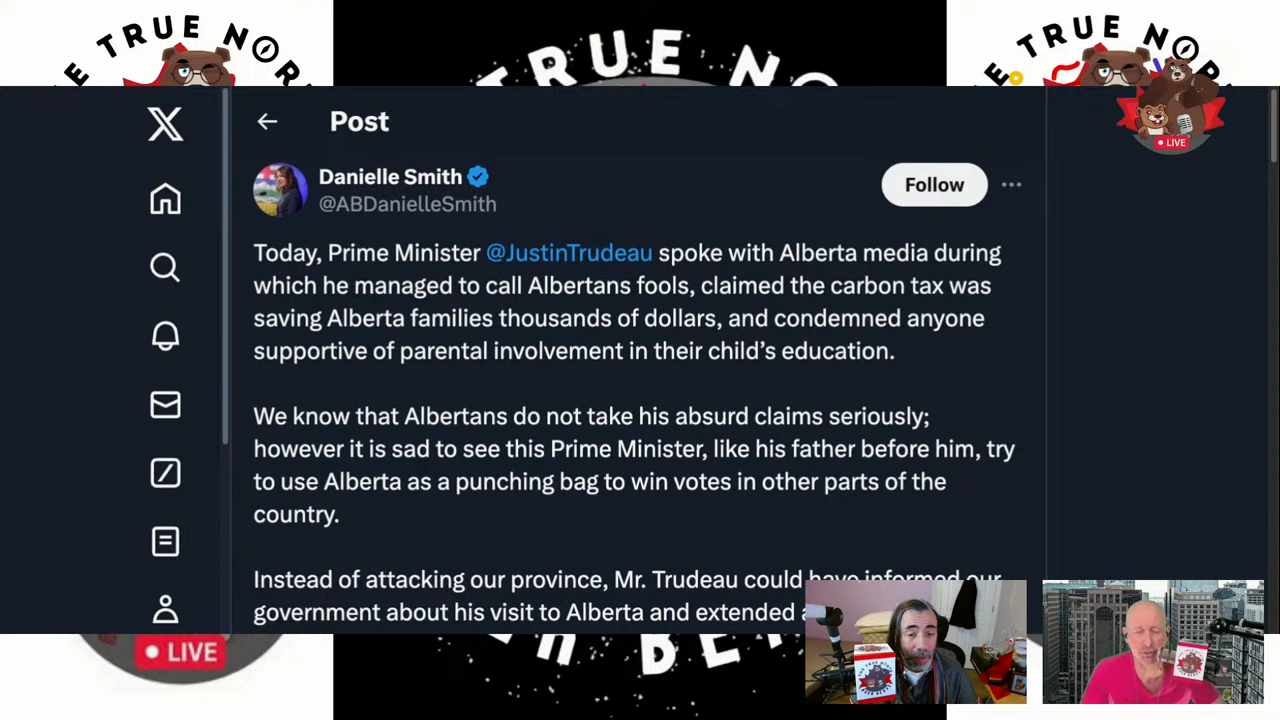 THE TRUE NOR
TRUE NO
E TRUE NO
LIVE
Post
Danielle Smith
@ABDanielleSmith
Follow
Today, Prime Minister @JustinTrudeau spoke with Alberta media during
which he managed to call Albertans fools, claimed the carbon tax was
saving Alberta families thousands of dollars, and condemned anyone
supportive of parental involvement in their child’s education.
We know that Albertans do not take his absurd claims seriously;
however it is sad to see this Prime Minister, like his father before him, try
to use Alberta as a punching bag to win votes in other parts of the
country.
Instead of attacking our province, Mr. Trudeau could have informed our
government about his visit to Alberta and extended
LIVE